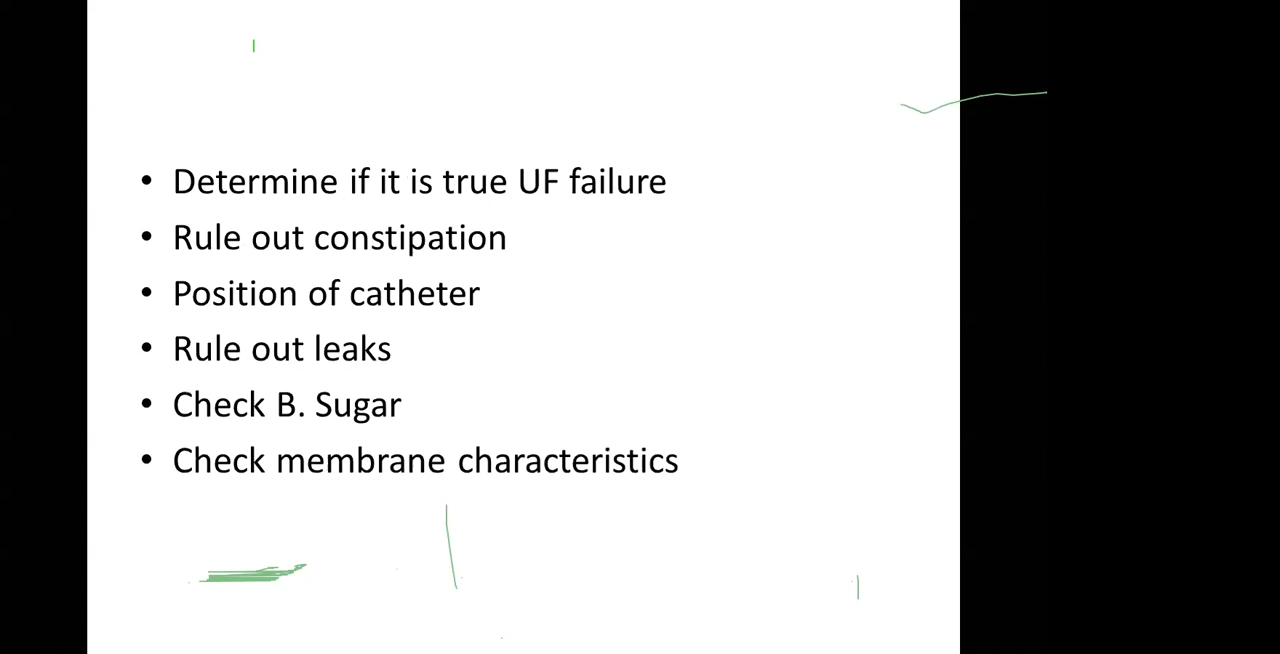 • Determine if it is true UF failure
• Rule out constipation
• Position of catheter
• Rule out leaks
• Check B. Sugar
• Check membrane characteristics